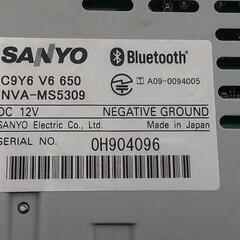 SANYO
Bluetooth®
C9Y6 V6 650
NVA-MS5309
A09-0094005
DC 12V NEGATIVE GROUND
SANYO Electric Co., Ltd. Made in Japan
SERIAL NO. 0H904096